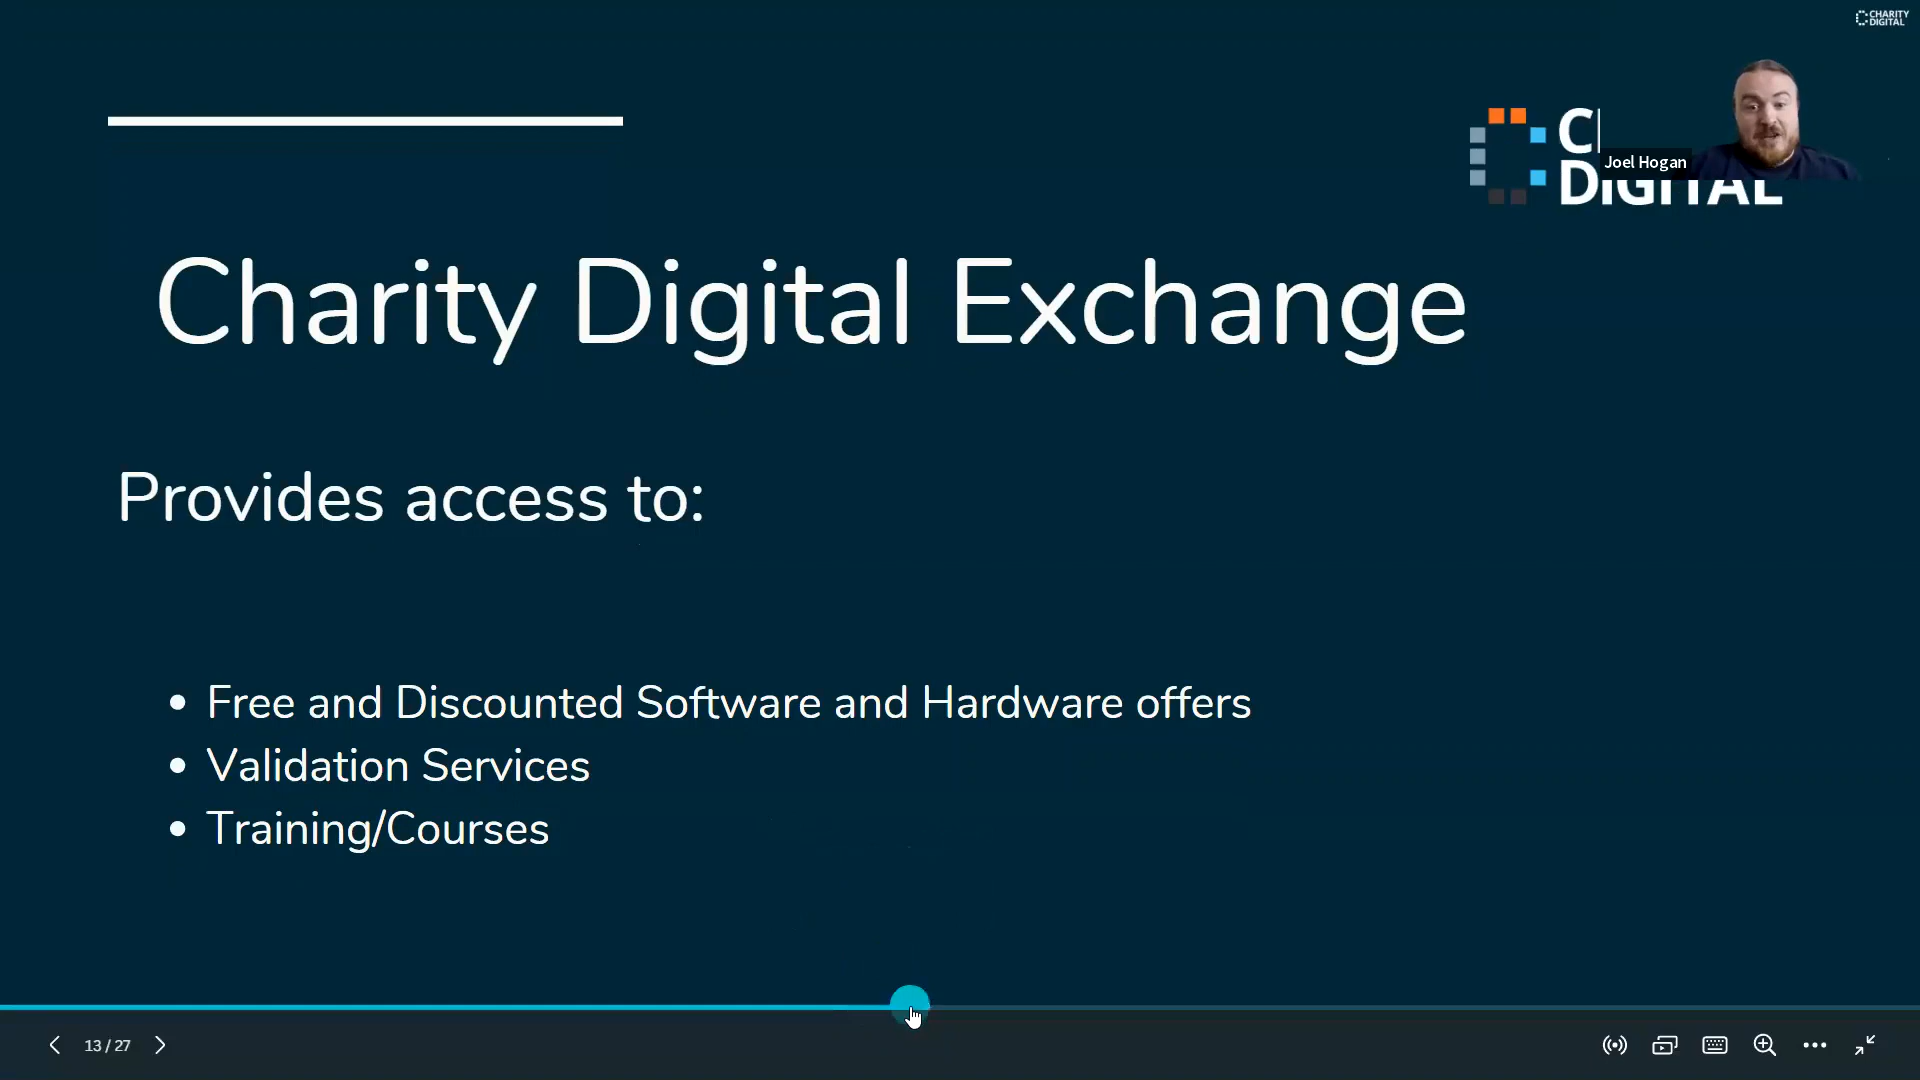 CHARITY
DIGITAL
Joel Hogan
DIGITAL
Charity Digital Exchange
Provides access to:
• Free and Discounted Software and Hardware offers
• Validation Services
• Training/Courses
13 / 27